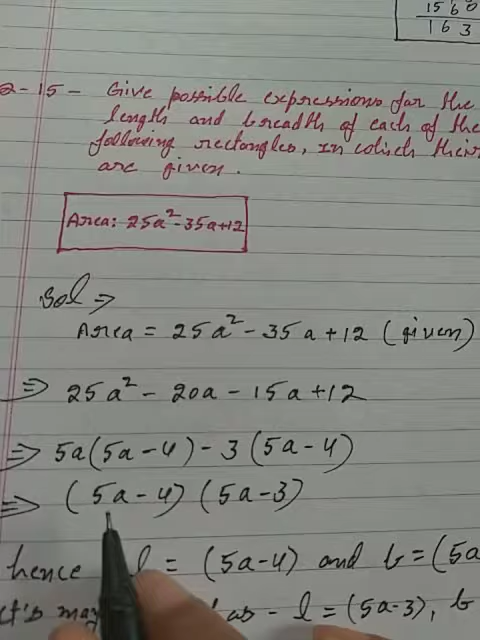 1560
163
2-15- Give possible expressions for the
length and breadth of each of the
following rectangles, in which their
are given.
Area: 25a²-35a+12
Sol ⇒
Area = 25a² - 35a + 12 (given)
⇒ 25a² - 20a - 15a + 12
⇒ 5a(5a-4) - 3(5a-4)
⇒ (5a-4) (5a-3)
hence l = (5a-4) and b = (5a
as - l = (5a-3), b